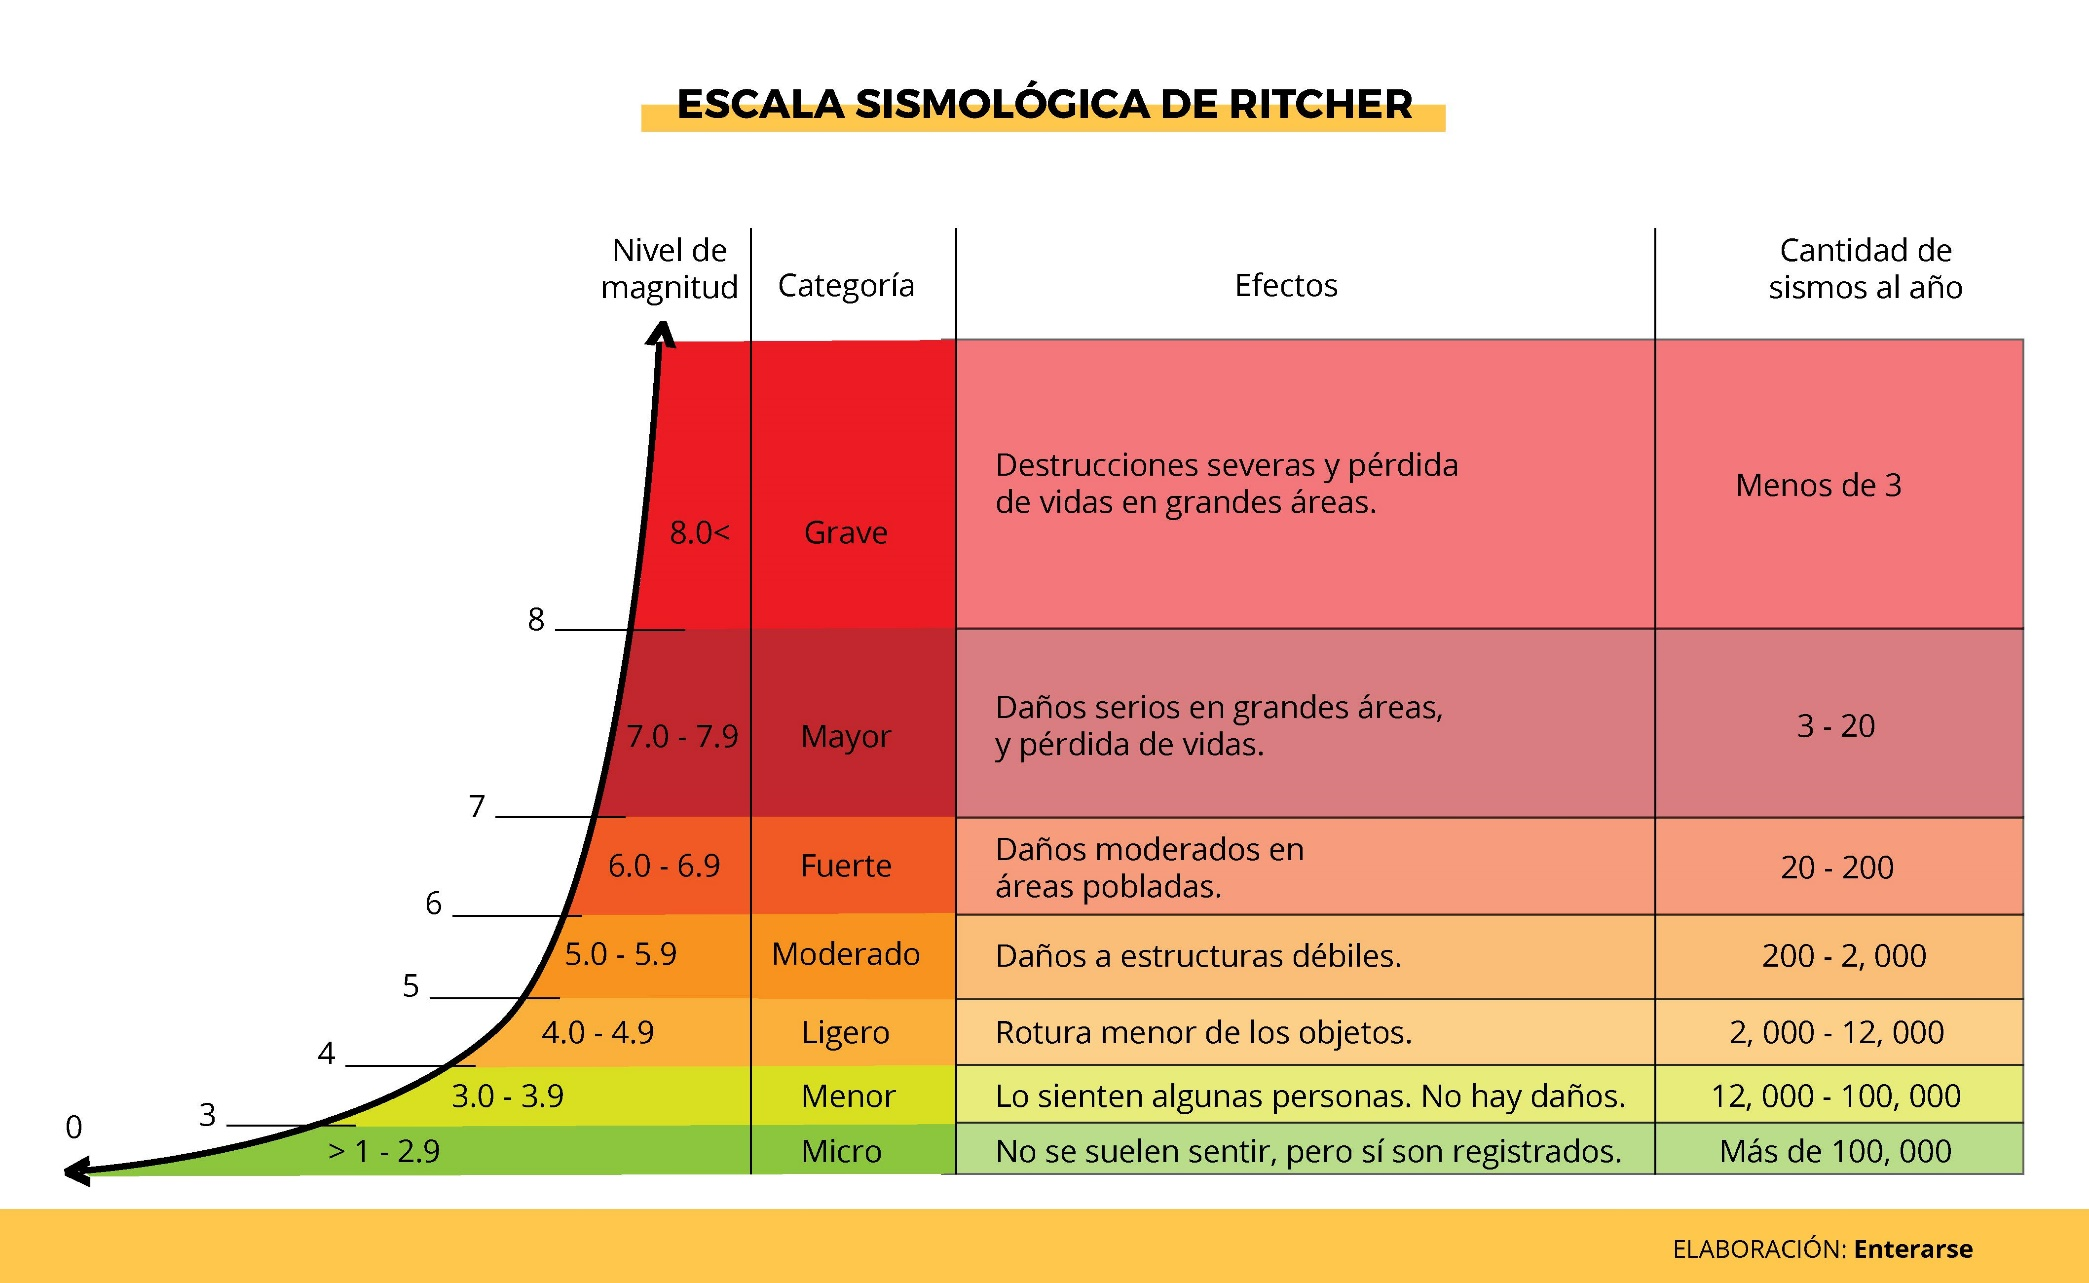 ESCALA SISMOLÓGICA DE RITCHER
Nivel de
magnitud
Categoría
Efectos
Cantidad de
sismos al año
8.0<
Grave
Destrucciones severas y pérdida
de vidas en grandes áreas.
Menos de 3
8
7.0 - 7.9
Mayor
Daños serios en grandes áreas,
y pérdida de vidas.
3 - 20
7
6.0 - 6.9
Fuerte
Daños moderados en
áreas pobladas.
20 - 200
6
5.0 - 5.9
Moderado
Daños a estructuras débiles.
200 - 2, 000
5
4.0 - 4.9
Ligero
Rotura menor de los objetos.
2, 000 - 12, 000
4
3.0 - 3.9
Menor
Lo sienten algunas personas. No hay daños.
12, 000 - 100, 000
3
0
> 1 - 2.9
Micro
No se suelen sentir, pero sí son registrados.
Más de 100, 000
ELABORACIÓN: Enterarse